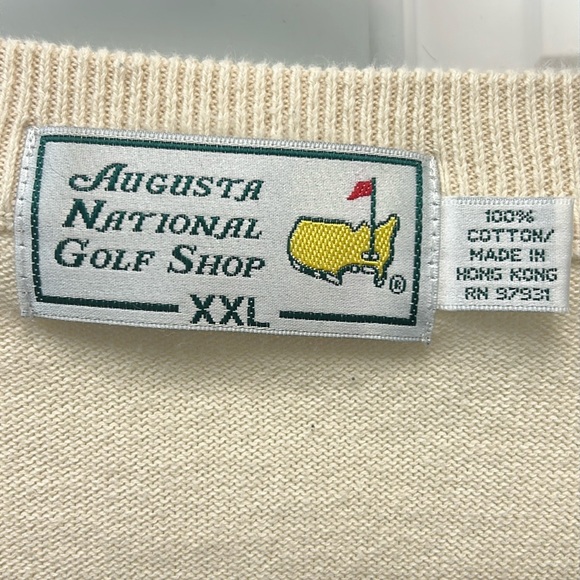 AUGUSTA
NATIONAL
GOLF SHOP
®
XXL
100%
COTTON/
MADE IN
HONG KONG
RN 97931